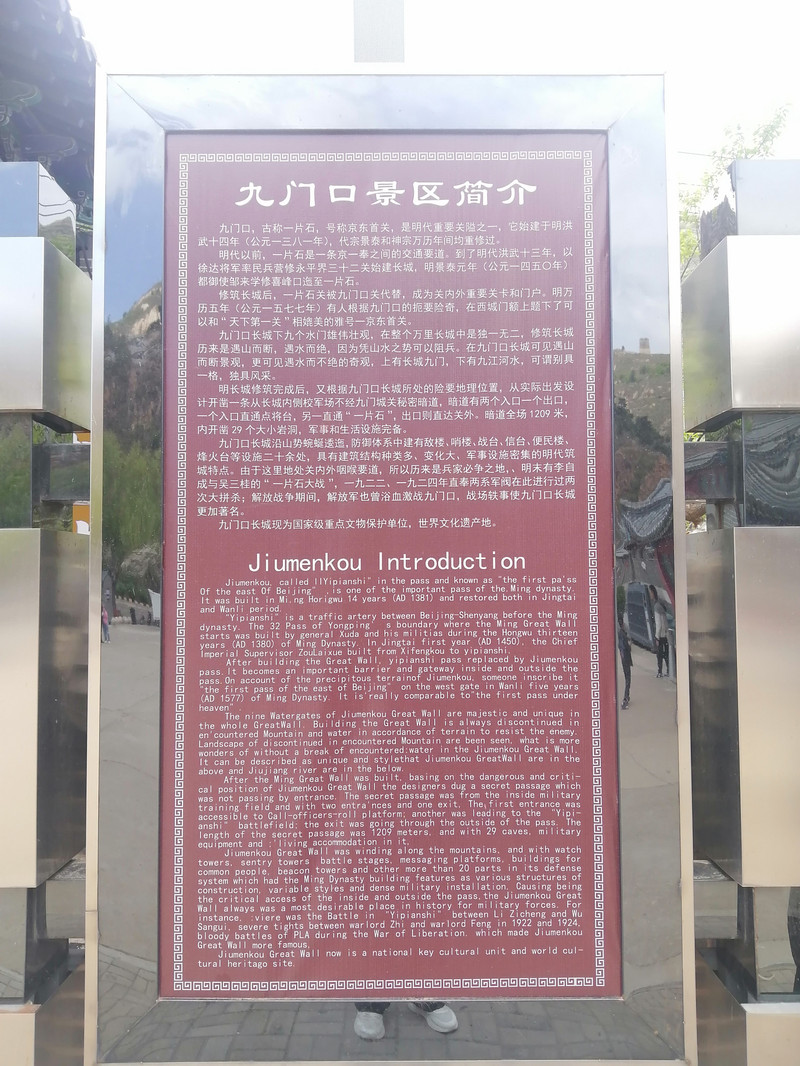 九门口景区简介
九门口，古称一片石，号称京东首关，是明代重要关隘之一，它始建于明洪
武十四年（公元一三八一年），代宗景泰和神宗万历年间均重修过。
明代以前，一片石是一条京一奉之间的交通要道。到了明代洪武十三年，以
徐达将军率民兵营修永平界三十二关始建长城，明景泰元年（公元一四五〇年）
都御使邹来学修喜峰口迄至一片石。
修筑长城后，一片石关被九门口关代替，成为关内外重要关卡和门户。明万
历五年（公元一五七七年）有人根据九门口的扼要险奇，在西城门额上题下了可
以和“天下第一关”相媲美的雅号一京东首关。
九门口长城下九个水门雄伟壮观，在整个万里长城中是独一无二，修筑长城
历来是遇山而断，遇水而绝，因为凭山水之势可以阻兵。在九门口长城可见遇山
而断景观，更可见遇水而不绝的奇观，上有长城九门，下有九江河水，可谓别具
一格，独具风采。
明长城修筑完成后，又根据九门口长城所处的险要地理位置，从实际出发设
计开凿一条从长城内侧校军场不经九门城关秘密暗道，暗道有两个入口一个出口，
一个入口直通点将台，另一直通“一片石”，出口则直达关外。暗道全场1209米，
内开凿29个大小岩洞，军事和生活设施完备。
九门口长城沿山势蜿蜒逶迤，防御体系中建有敌楼、哨楼、战台、信台、便民楼、
烽火台等设施二十余处，具有建筑结构种类多、变化大、军事设施密集的明代筑
城特点。由于这里地处关内外咽喉要道，所以历来是兵家必争之地，、明末有李自
成与吴三桂的“一片石大战”，一九二二、一九二四年直奉两系军阀在此进行过两
次大拼杀；解放战争期间，解放军也曾浴血激战九门口，战场轶事使九门口长城
更加著名。
九门口长城现为国家级重点文物保护单位，世界文化遗产地。
Jiumenkou Introduction
Jiumenkou, called llYipianshi" in the pass and known as "the first pa'ss
Of the east Of Beijing" ,is one of the important pass of the Ming dynasty.
It was built in Mi.ng Horigwu 14 years (AD 1381) and restored both in Jingtai
and Wanli period.
"Yipianshi" is a traffic artery between Beijing-Shenyang before the Ming
dynasty. The 32 Pass of Yongping' s boundary where the Ming Great Wall
starts was built by general Xuda and his militias during the Hongwu thirteen
years (AD 1380) of Ming Dynasty. In Jingtai first year (AD 1450), the Chief
Imperial Supervisor ZouLaixue built from Xifengkou to yipianshi.
After building the Great Wall, yipianshi pass replaced by Jiumenkou
pass.It becomes an important barrier and gateway inside and outside the
pass.On account of the precipitous terrainof Jiumenkou, someone inscribe it
"the first pass of the east of Beijing" on the west gate in Wanli five years
(AD 1577) of Ming Dynasty. It is really comparable to"the first pass under
heaven" .
The nine Watergates of Jiumenkou Great Wall are majestic and unique in
the whole GreatWall. Building the Great Wall is always discontinued in
en'countered Mountain and water in accordance of terrain to resist the enemy.
Landscape of discontinued in encountered Mountain are been seen, what is more
wonders of without a break of encountered;water in the Jiumenkou Great Wall.
It can be described as unique and stylethat Jiumenkou GreatWall are in the
above and Jiujiang river are in the below.
After the Ming Great Wall was built, basing on the dangerous and criti-
cal position of Jiumenkou Great Wall the designers dug a secret passage which
was not passing by entrance. The secret passage was from the inside military
training field and with two entra'nces and one exit. The first entrance was
accessible to Call-officers-roll platform; another was leading to the "Yipi-
anshi" battlefield; the exit was going through the outside of the pass. The
length of the secret passage was 1209 meters, and with 29 caves, military
equipment and ;'living accommodation in it.
Jiumenkou Great Wall was winding along the mountains, and with watch
towers, sentry towers, battle stages, messaging platforms, buildings for
common people, beacon towers and other more than 20 parts in its defense
system which had the Ming Dynasty building features as various structures of
construction, variable styles and dense military installation. Causing being
the critical access of the inside and outside the pass,the Jiumenkou Great
Wall always was a most desirable place in history for military forces. For
instance, :viere was the Battle in "Yipianshi" between Li Zicheng and Wu
Sangui, severe tights between warlord Zhi and warlord Feng in 1922 and 1924,
bloody battles of PLA during the War of Liberation. which made Jiumenkou
Great Wall more famous.
Jiumenkou Great Wall now is a national key cultural unit and world cul-
tural heritago site.